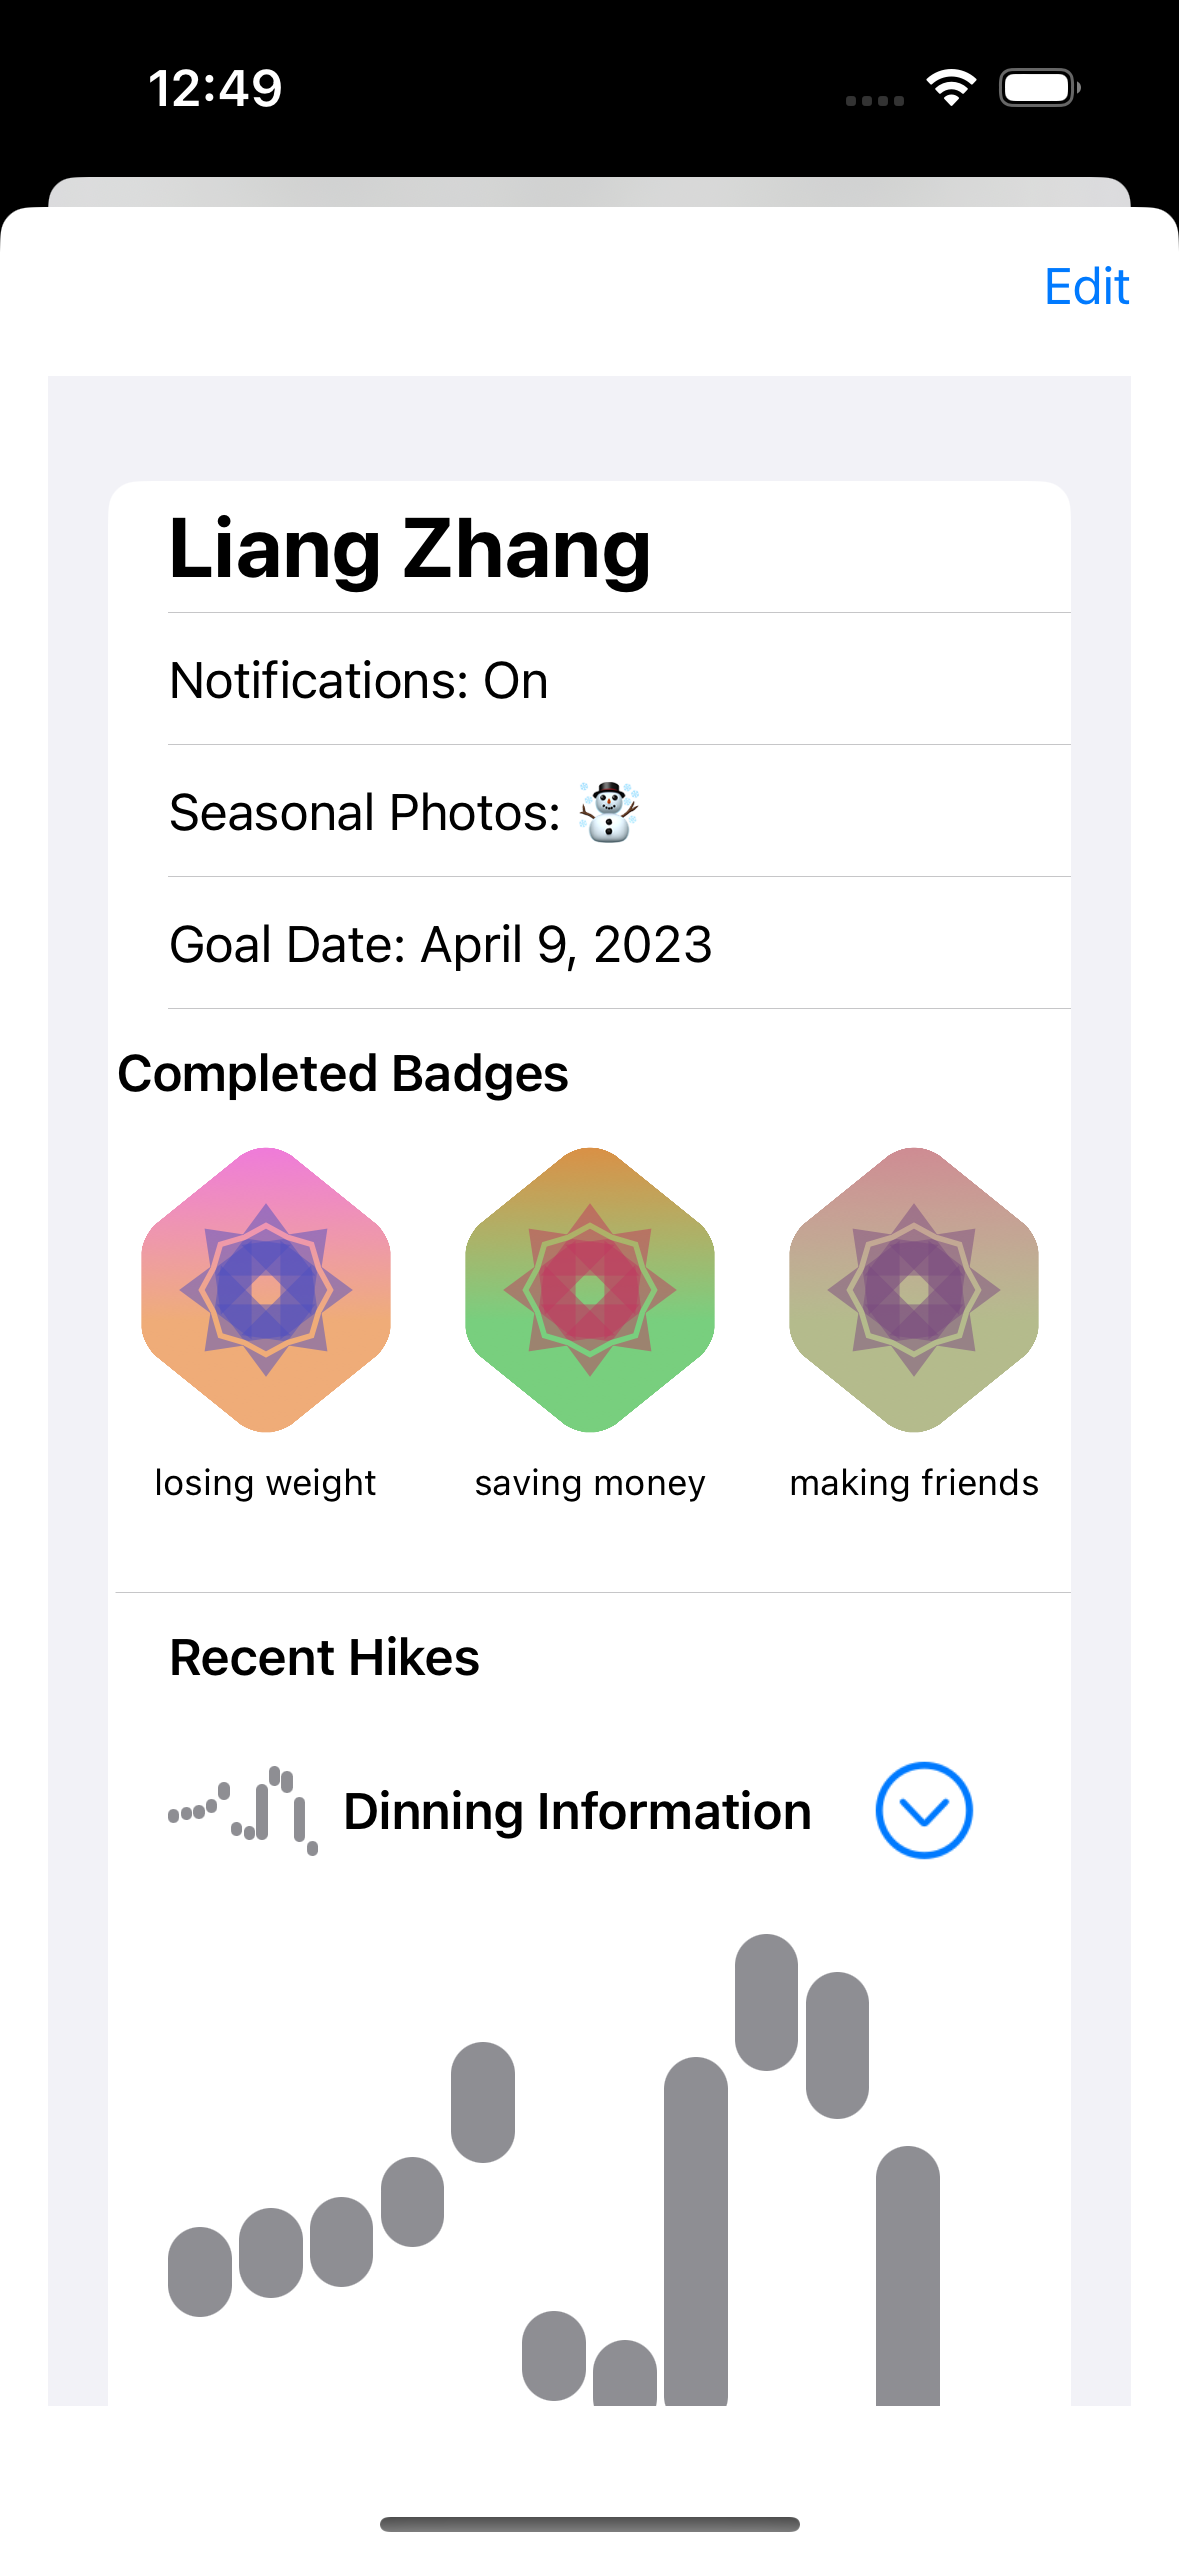 12:49
Edit
Liang Zhang
Notifications: On
Seasonal Photos: ☃️
Goal Date: April 9, 2023
Completed Badges
losing weight
saving money
making friends
Recent Hikes
Dinning Information